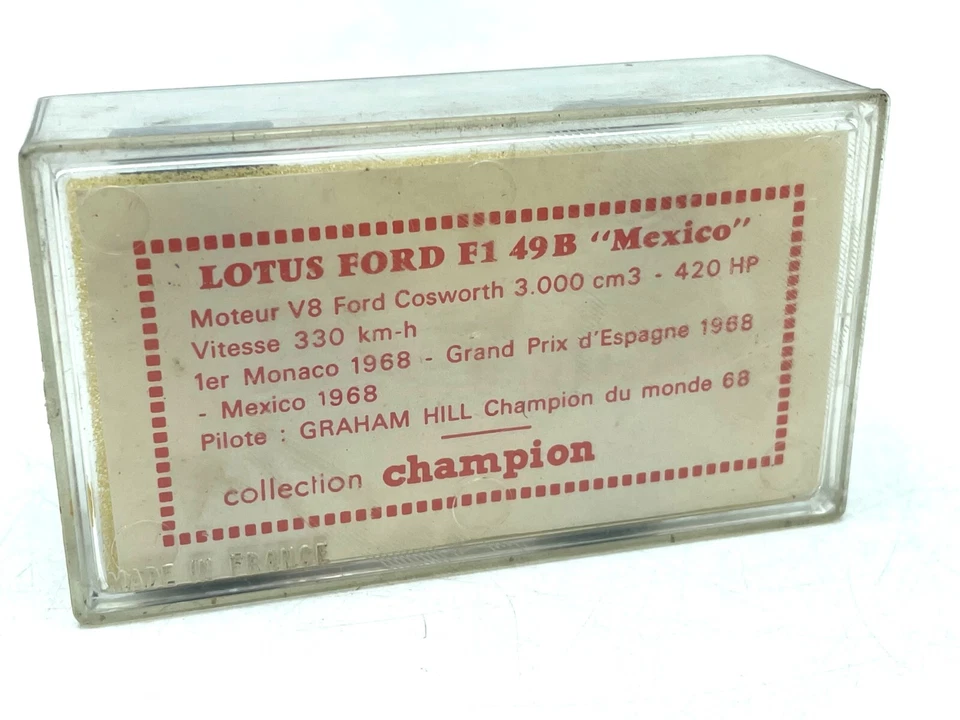 LOTUS FORD F1 49B “Mexico”
Moteur V8 Ford Cosworth 3.000 cm3 - 420 HP
Vitesse 330 km-h
1er Monaco 1968 - Grand Prix d'Espagne 1968
- Mexico 1968
Pilote : GRAHAM HILL Champion du monde 68
collection champion
MADE IN FRANCE